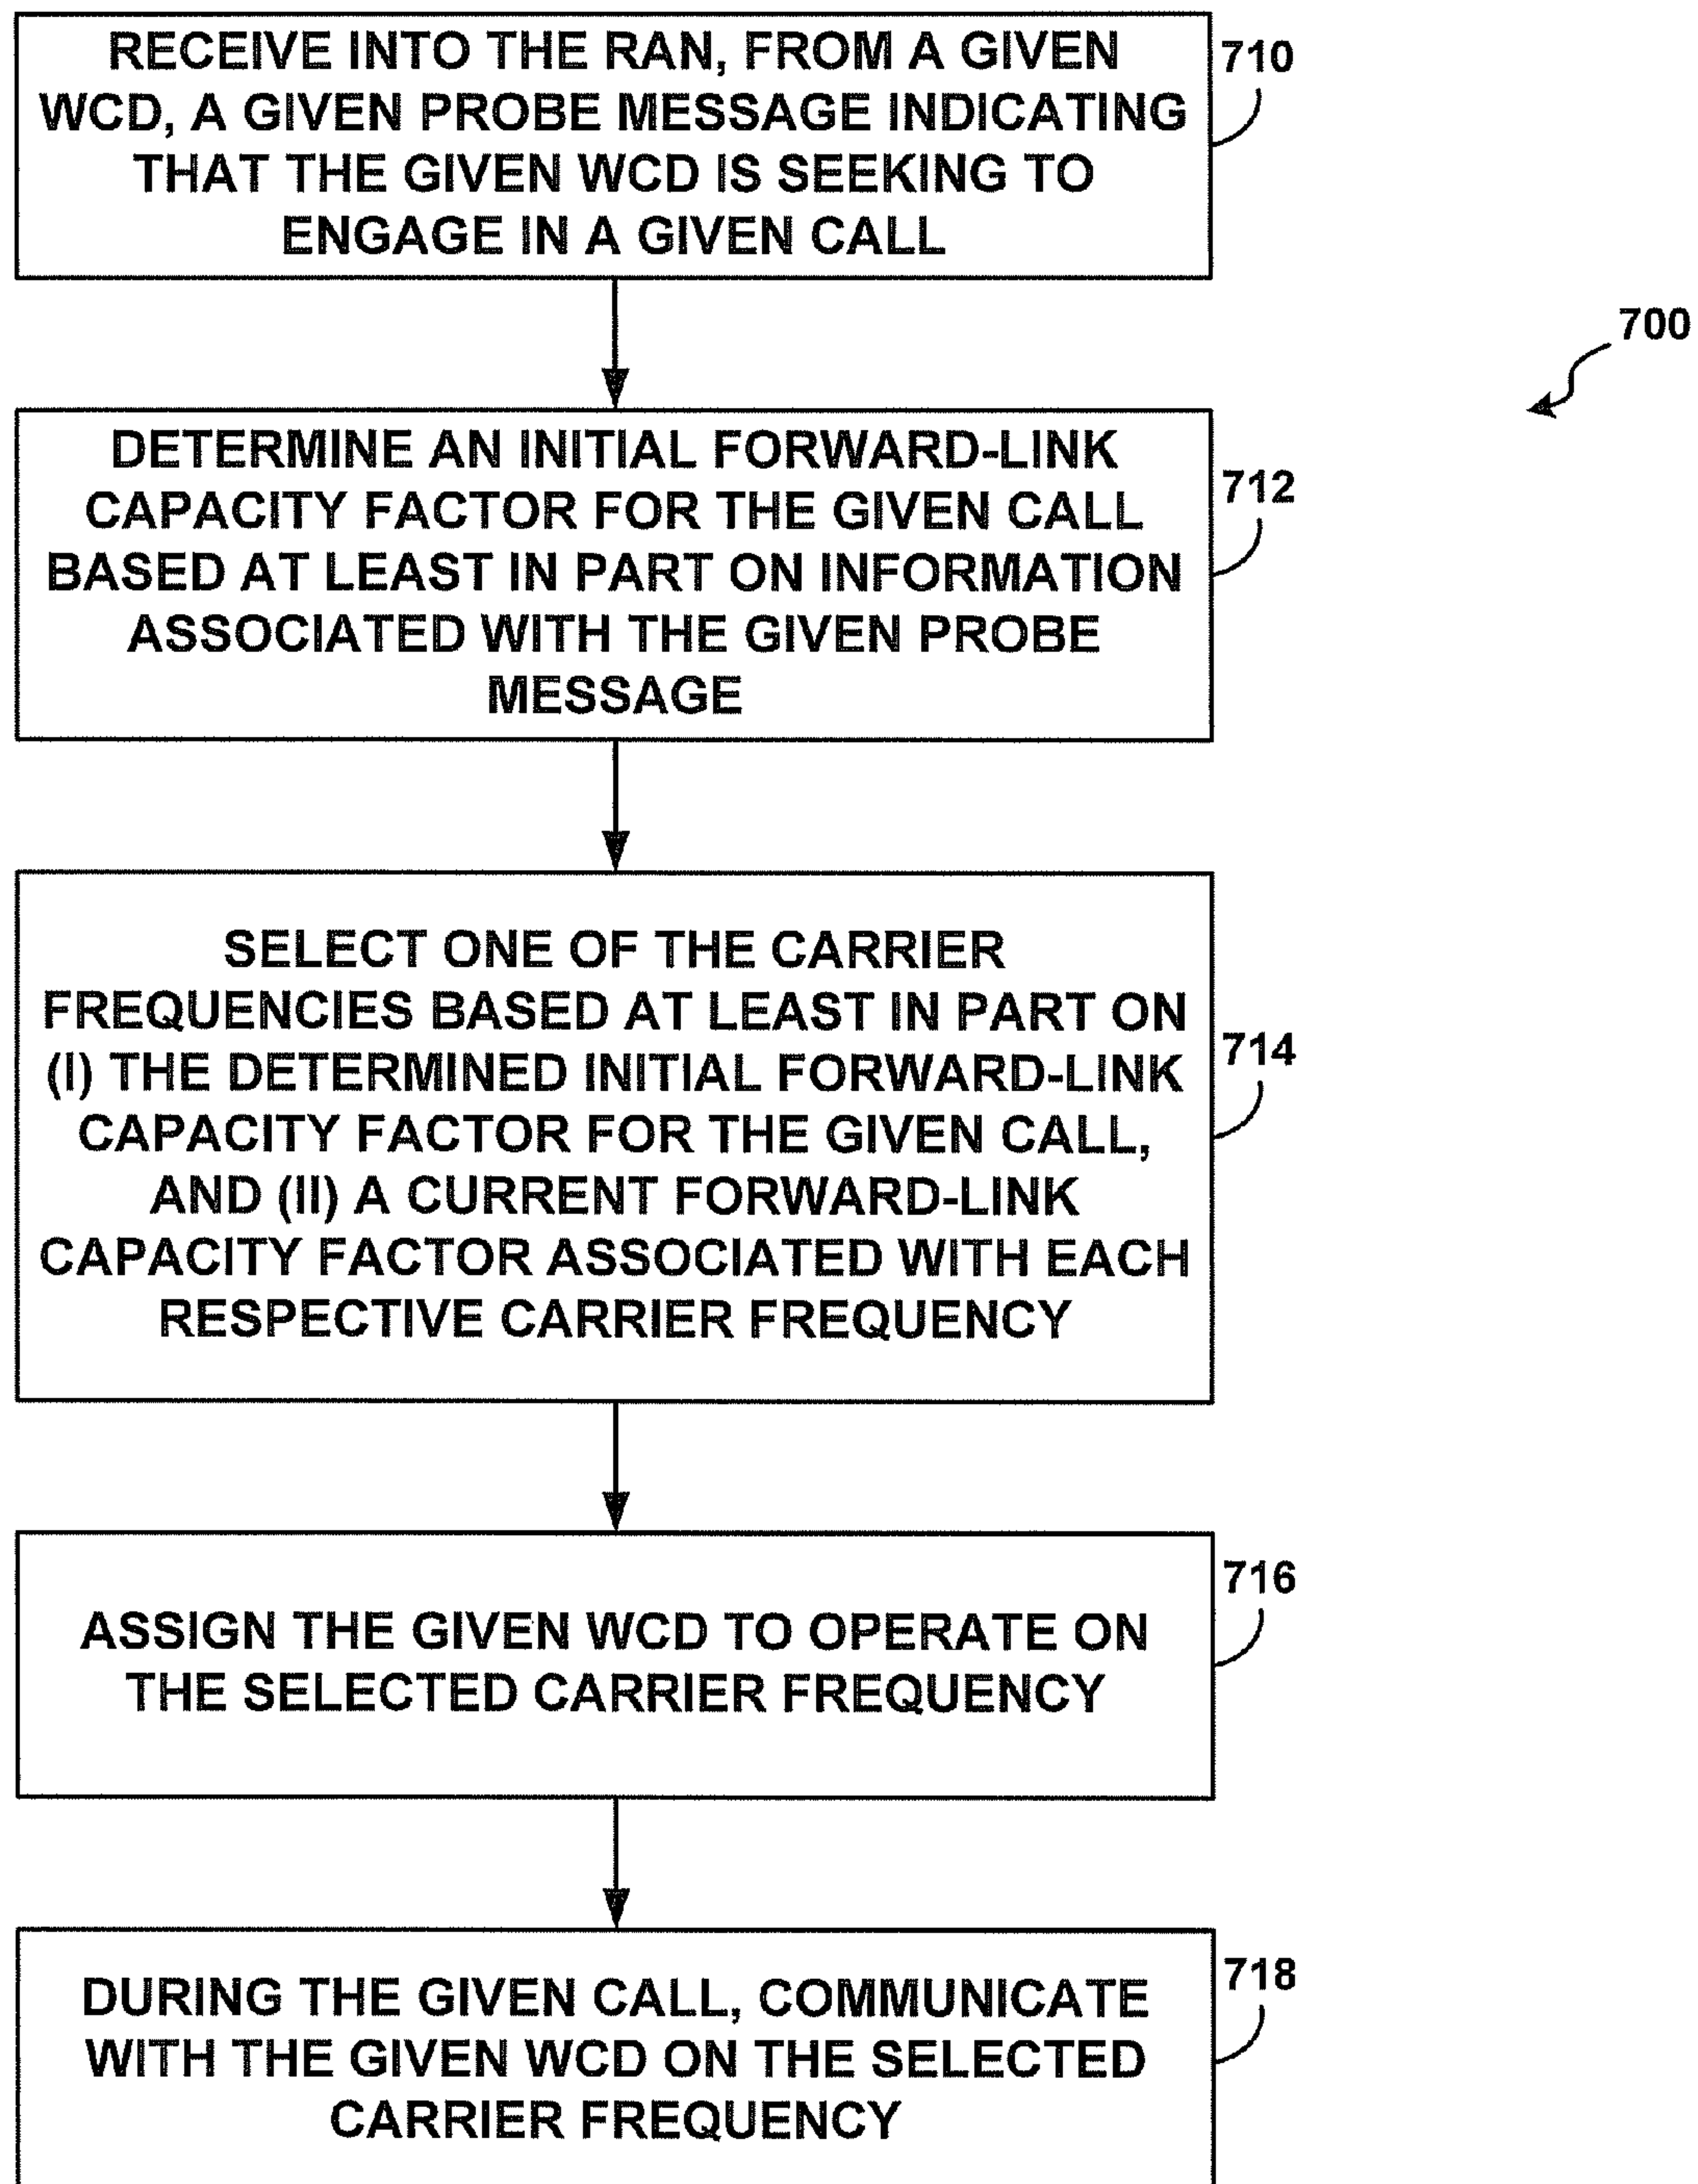 RECEIVE INTO THE RAN, FROM A GIVEN
WCD, A GIVEN PROBE MESSAGE INDICATING
THAT THE GIVEN WCD IS SEEKING TO
ENGAGE IN A GIVEN CALL
710
700
DETERMINE AN INITIAL FORWARD-LINK
CAPACITY FACTOR FOR THE GIVEN CALL
BASED AT LEAST IN PART ON INFORMATION
ASSOCIATED WITH THE GIVEN PROBE
MESSAGE
712
SELECT ONE OF THE CARRIER
FREQUENCIES BASED AT LEAST IN PART ON
(I) THE DETERMINED INITIAL FORWARD-LINK
CAPACITY FACTOR FOR THE GIVEN CALL,
AND (II) A CURRENT FORWARD-LINK
CAPACITY FACTOR ASSOCIATED WITH EACH
RESPECTIVE CARRIER FREQUENCY
714
ASSIGN THE GIVEN WCD TO OPERATE ON
THE SELECTED CARRIER FREQUENCY
716
DURING THE GIVEN CALL, COMMUNICATE
WITH THE GIVEN WCD ON THE SELECTED
CARRIER FREQUENCY
718